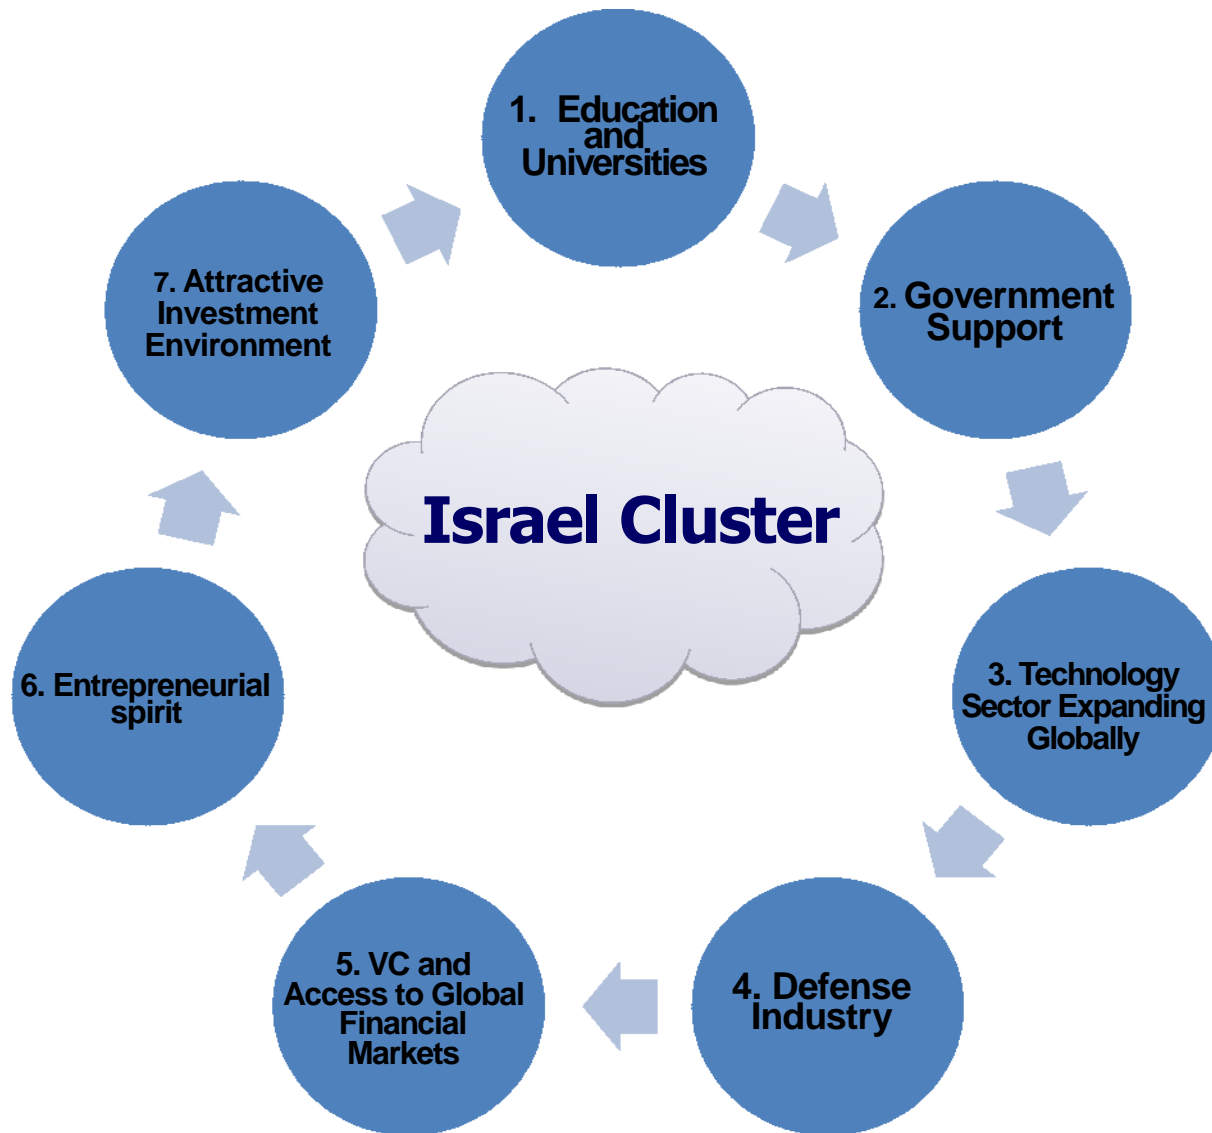 1. Education
and
Universities
2. Government
Support
3. Technology
Sector Expanding
Globally
4. Defense
Industry
5. VC and
Access to Global
Financial
Markets
6. Entrepreneurial
spirit
7. Attractive
Investment
Environment
Israel Cluster